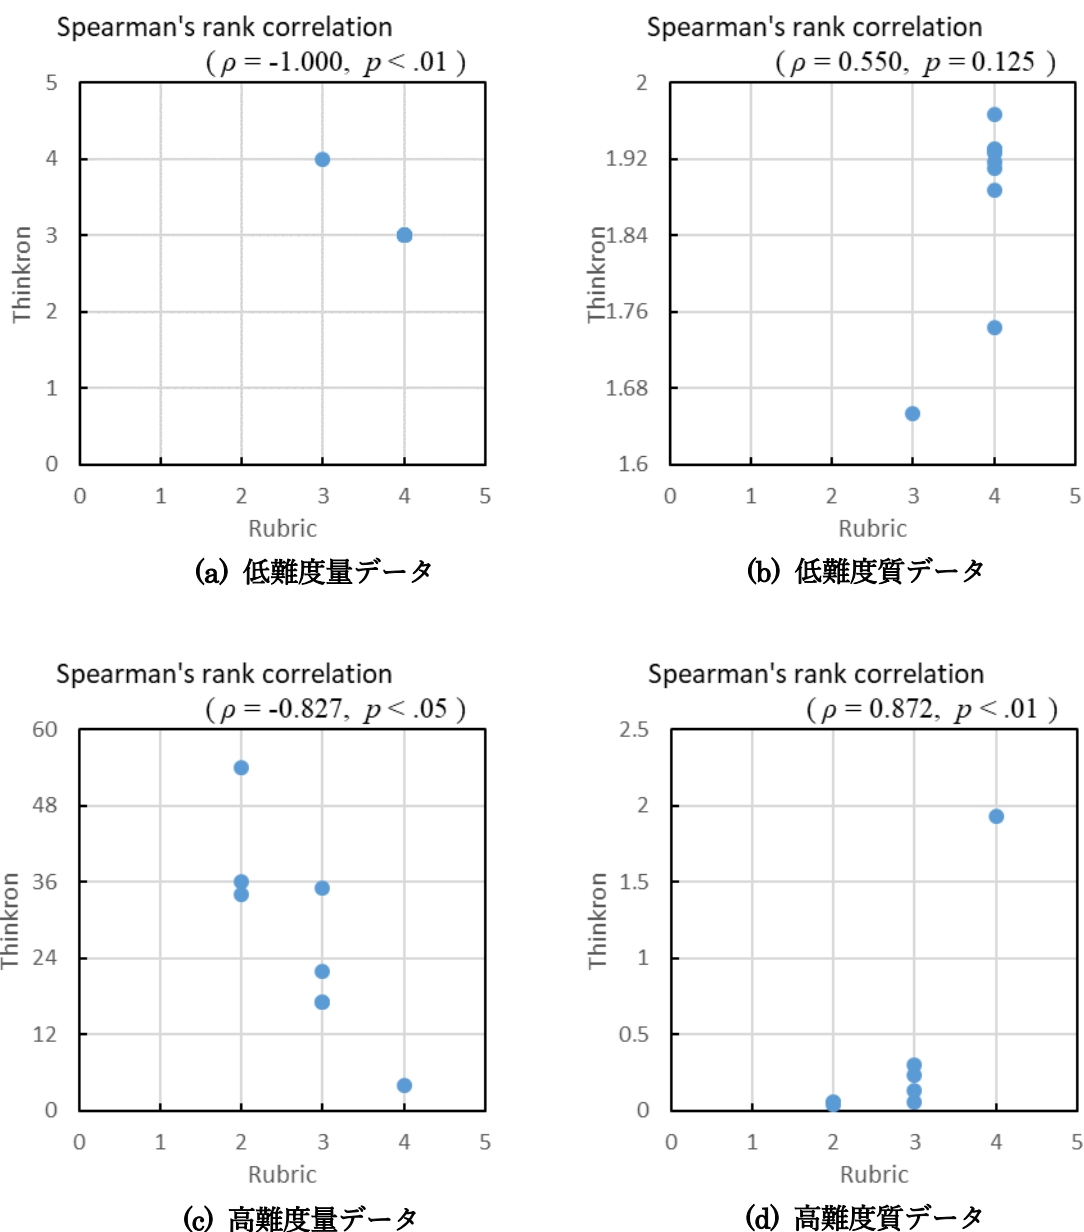 Spearman's rank correlation
( ρ = -1.000, p < .01 )
5
4
3
2
1
0
Thinkron
0 1 2 3 4 5
Rubric
(a) 低難度量データ
Spearman's rank correlation
( ρ = 0.550, p = 0.125 )
2
1.92
1.84
1.76
1.68
1.6
Thinkron
0 1 2 3 4 5
Rubric
(b) 低難度質データ
Spearman's rank correlation
( ρ = -0.827, p < .05 )
60
48
36
24
12
0
Thinkron
0 1 2 3 4 5
Rubric
(c) 高難度量データ
Spearman's rank correlation
( ρ = 0.872, p < .01 )
2.5
2
1.5
1
0.5
0
Thinkron
0 1 2 3 4 5
Rubric
(d) 高難度質データ